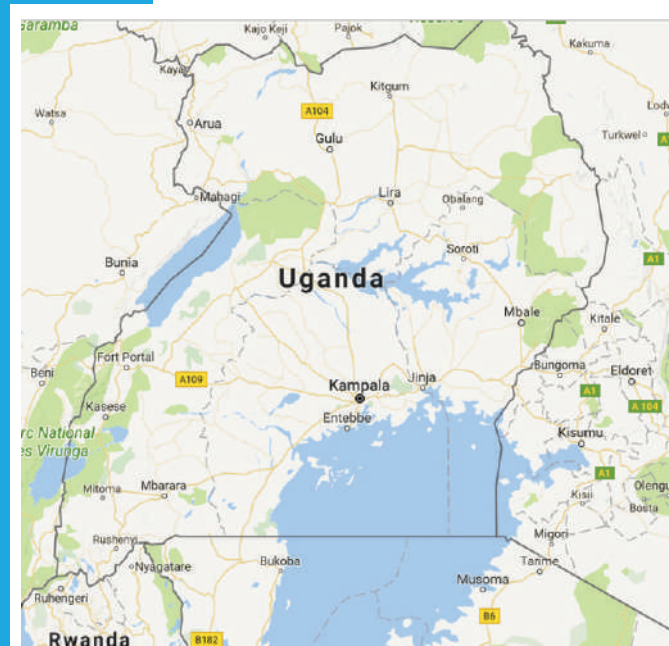 Garamba
Kajo Keji
Pajok
Kakuma
Kaya
Kitgum
Watsa
A104
Lodw
Arua
Gulu
Turkwel
A
Mahagi
Lira
Obalang
Bunia
Soroti
A1
Uganda
Mbale
Kitale
Fort Portal
Bungoma
Beni
A109
Kampala
Jinja
Eldoret
A1
A 104
Kasese
Entebbe
rc National
es Virunga
Kisumu
A1
Mitoma
Mbarara
Kisii
Olengu
Bosta
Rushenyi
Migori
Nyagatare
Bukoba
Tarime
Musoma
Ruhengeri
B6
Rwanda
B182